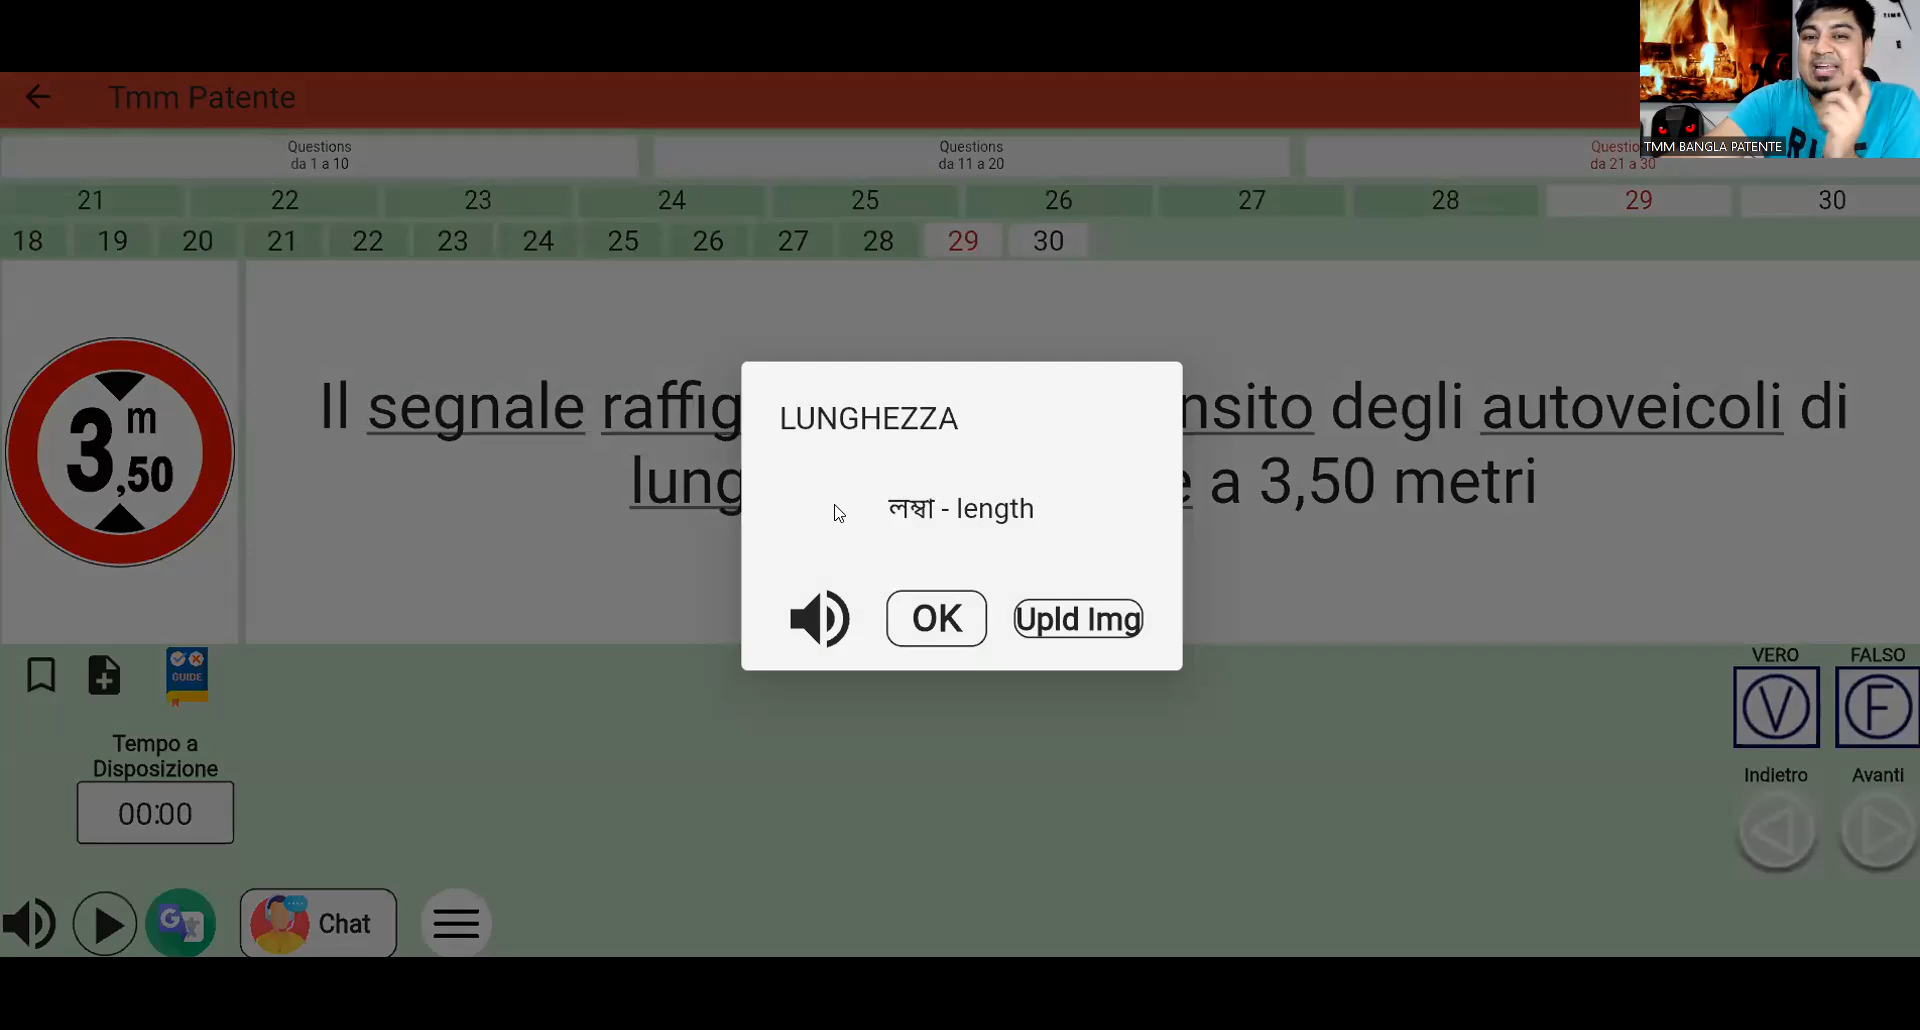 Tmm Patente
Questions
da 1 a 10
Questions
da 11 a 20
da 21 a 30
21 22 23 24 25 26 27 28 29 30
18 19 20 21 22 23 24 25 26 27 28 29 30
TMM BANGLA PATENTE
3,50 m
Il segnale raffig nsito degli autoveicoli di
lung e a 3,50 metri
LUNGHEZZA
লম্বা - length
OK
Upld Img
GUIDE
VERO FALSO
V F
Tempo a
Disposizione
Indietro Avanti
00:00
Chat